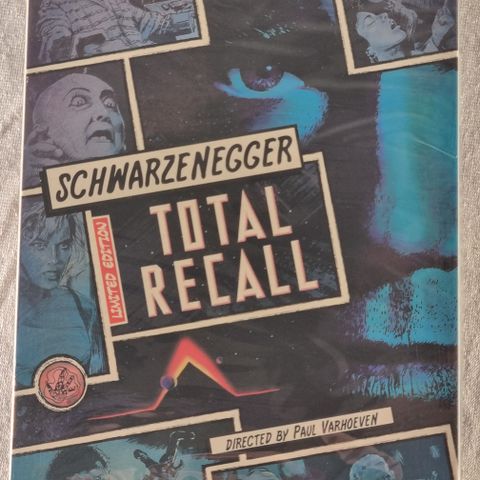 SCHWARZENEGGER
LIMITED EDITION
TOTAL
RECALL
DIRECTED BY PAUL VARHOEVEN